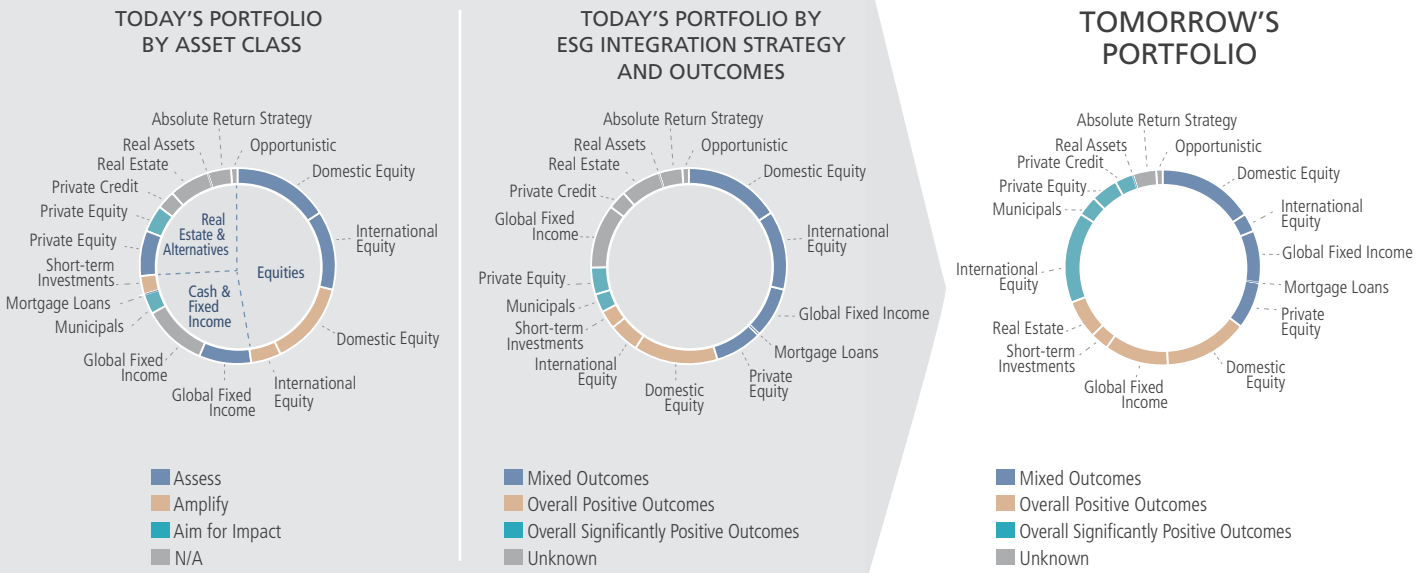 TODAY'S PORTFOLIO
BY ASSET CLASS
Absolute Return Strategy
Real Assets
Opportunistic
Real Estate
Domestic Equity
Private Credit
Private Equity
Private Equity
International
Equity
Short-term
Investments
Mortgage Loans
Municipals
Domestic Equity
Global Fixed
Income
Global Fixed
Income
International
Equity
Real
Estate &
Alternatives
Equities
Cash &
Fixed
Income
Assess
Amplify
Aim for Impact
N/A
TODAY'S PORTFOLIO BY
ESG INTEGRATION STRATEGY
AND OUTCOMES
Absolute Return Strategy
Real Assets
Opportunistic
Real Estate
Domestic Equity
Private Credit
Global Fixed
Income
International
Equity
Private Equity
Municipals
Global Fixed Income
Short-term
Investments
Mortgage Loans
International
Equity
Private
Equity
Domestic
Equity
Mixed Outcomes
Overall Positive Outcomes
Overall Significantly Positive Outcomes
Unknown
TOMORROW'S
PORTFOLIO
Absolute Return Strategy
Real Assets
Opportunistic
Private Credit
Domestic Equity
Private Equity
Municipals
International
Equity
Global Fixed Income
International
Equity
Mortgage Loans
Private
Equity
Real Estate
Short-term
Investments
Domestic
Equity
Global Fixed
Income
Mixed Outcomes
Overall Positive Outcomes
Overall Significantly Positive Outcomes
Unknown